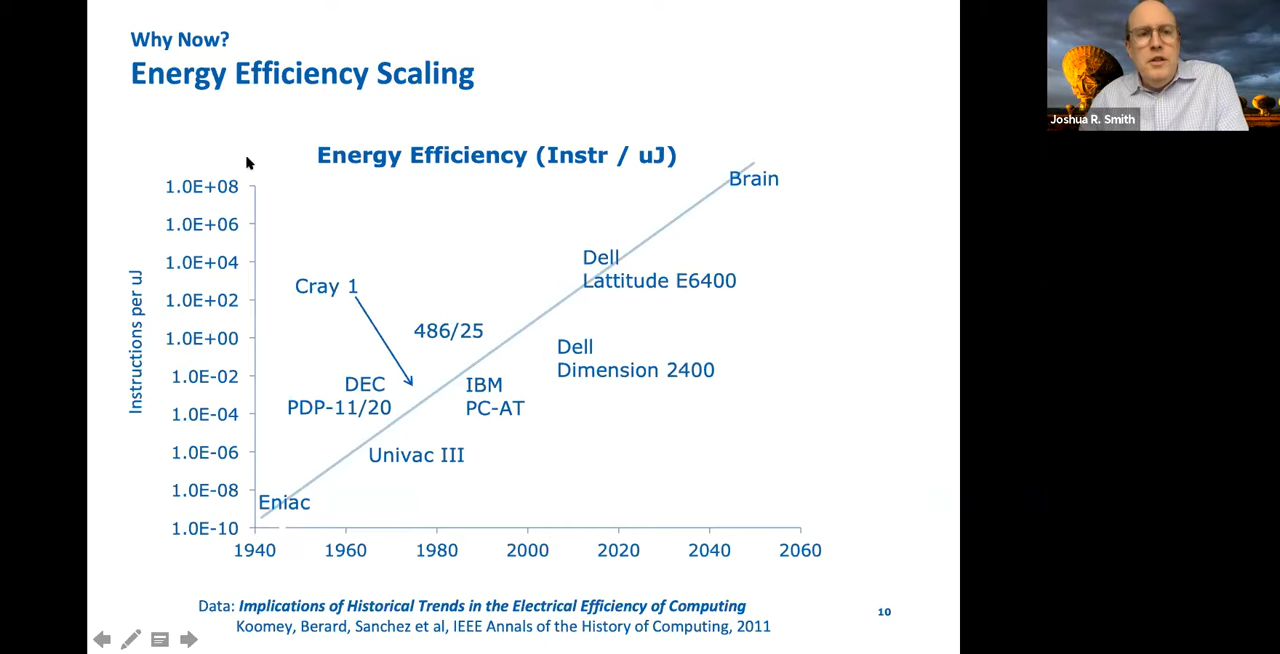 Why Now?
Energy Efficiency Scaling
Joshua R. Smith
Energy Efficiency (Instr / uJ)
Instructions per uJ
1.0E+08
1.0E+06
1.0E+04
1.0E+02
1.0E+00
1.0E-02
1.0E-04
1.0E-06
1.0E-08
1.0E-10
Brain
Dell
Lattitude E6400
Cray 1
486/25
Dell
Dimension 2400
DEC
PDP-11/20
IBM
PC-AT
Univac III
Eniac
1940 1960 1980 2000 2020 2040 2060
Data: Implications of Historical Trends in the Electrical Efficiency of Computing
Koomey, Berard, Sanchez et al, IEEE Annals of the History of Computing, 2011
10